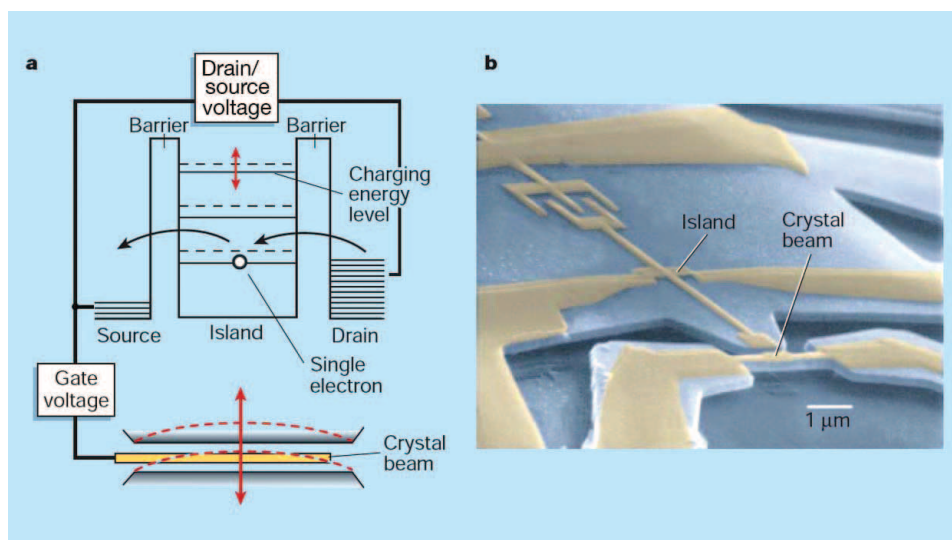 a
Drain/
source
voltage
Barrier
Barrier
Charging
energy
level
Source
Island
Drain
Single
electron
Gate
voltage
Crystal
beam
b
Island
Crystal
beam
1 μm